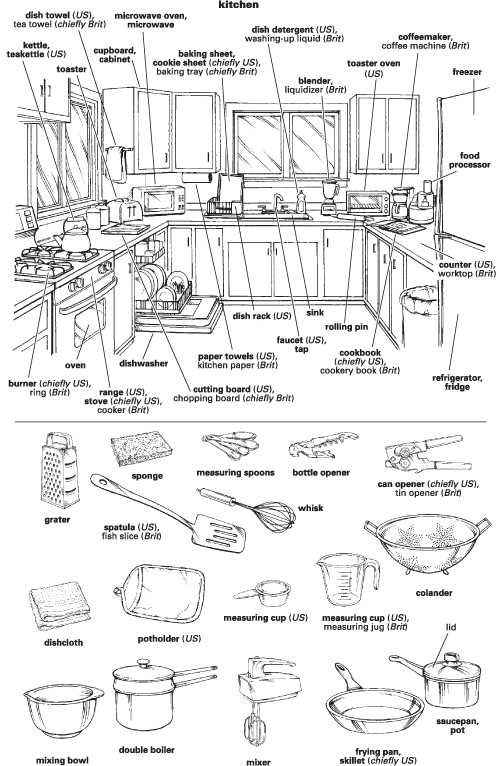 kitchen
dish towel (US),
tea towel (chiefly Brit)
microwave oven,
microwave
dish detergent (US),
washing-up liquid (Brit)
coffeemaker,
coffee machine (Brit)
kettle,
teakettle (US)
cupboard,
cabinet
baking sheet,
cookie sheet (chiefly US),
baking tray (chiefly Brit)
toaster oven
(US)
toaster
blender,
liquidizer (Brit)
freezer
food
processor
counter (US),
worktop (Brit)
dish rack (US)
sink
rolling pin
faucet (US),
tap
oven
dishwasher
paper towels (US),
kitchen paper (Brit)
cookbook
(chiefly US),
cookery book (Brit)
refrigerator,
fridge
burner (chiefly US),
ring (Brit)
range (US),
stove (chiefly US),
cooker (Brit)
cutting board (US),
chopping board (chiefly Brit)
grater
sponge
measuring spoons
bottle opener
can opener (chiefly US),
tin opener (Brit)
spatula (US),
fish slice (Brit)
whisk
colander
dishcloth
potholder (US)
measuring cup (US)
measuring cup (US),
measuring jug (Brit)
lid
saucepan,
pot
mixing bowl
double boiler
mixer
frying pan,
skillet (chiefly US)